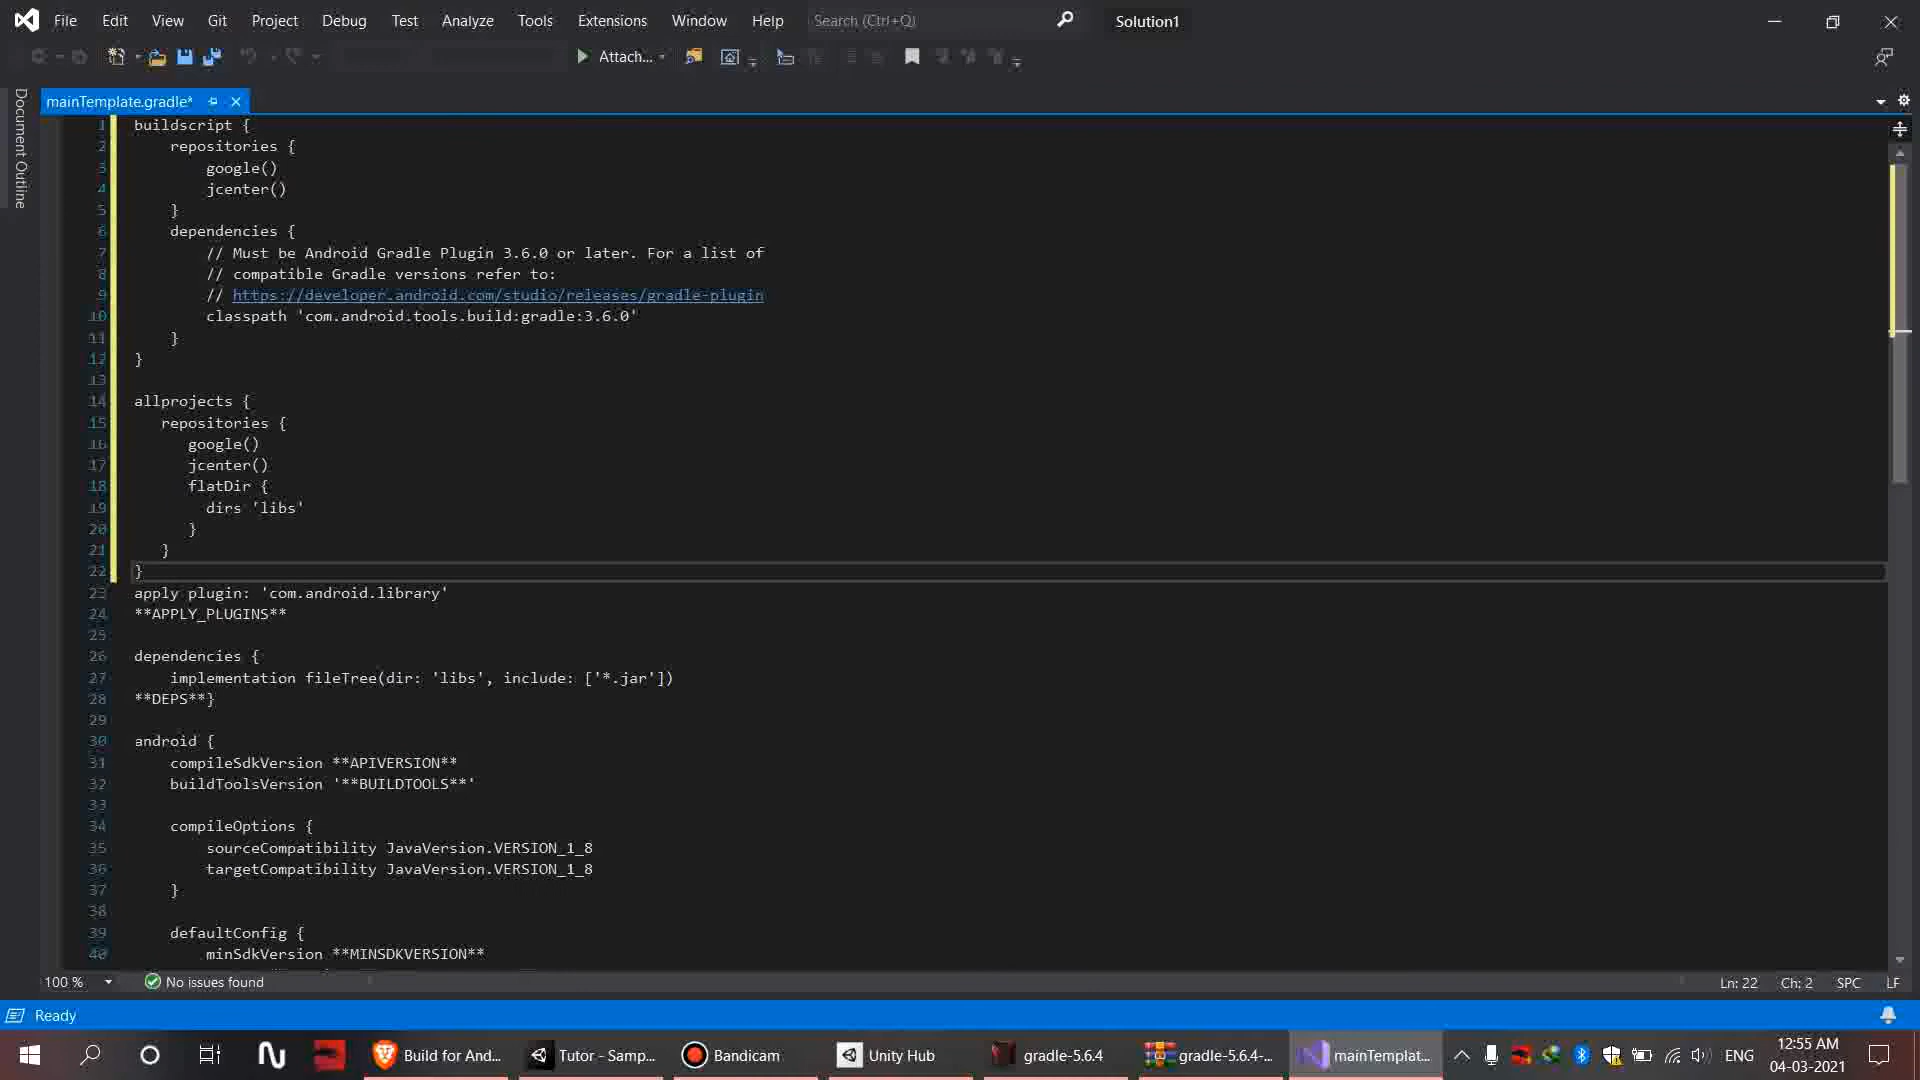 File Edit View Git Project Debug Test Analyze Tools Extensions Window Help Search (Ctrl+Q) Solution1
Attach...
Document Outline
mainTemplate.gradle*
1 buildscript {
2 repositories {
3 google()
4 jcenter()
5 }
6 dependencies {
7 // Must be Android Gradle Plugin 3.6.0 or later. For a list of
8 // compatible Gradle versions refer to:
9 // https://developer.android.com/studio/releases/gradle-plugin
10 classpath 'com.android.tools.build:gradle:3.6.0'
11 }
12 }
13
14 allprojects {
15 repositories {
16 google()
17 jcenter()
18 flatDir {
19 dirs 'libs'
20 }
21 }
22 }
23 apply plugin: 'com.android.library'
24 **APPLY_PLUGINS**
25
26 dependencies {
27 implementation fileTree(dir: 'libs', include: ['*.jar'])
28 **DEPS**}
29
30 android {
31 compileSdkVersion **APIVERSION**
32 buildToolsVersion '**BUILDTOOLS**'
33
34 compileOptions {
35 sourceCompatibility JavaVersion.VERSION_1_8
36 targetCompatibility JavaVersion.VERSION_1_8
37 }
38
39 defaultConfig {
40 minSdkVersion **MINSDKVERSION**
100 % No issues found Ln: 22 Ch: 2 SPC LF
Ready
Build for And... Tutor - Samp... Bandicam Unity Hub gradle-5.6.4 gradle-5.6.4-... mainTemplat... ENG 12:55 AM
04-03-2021